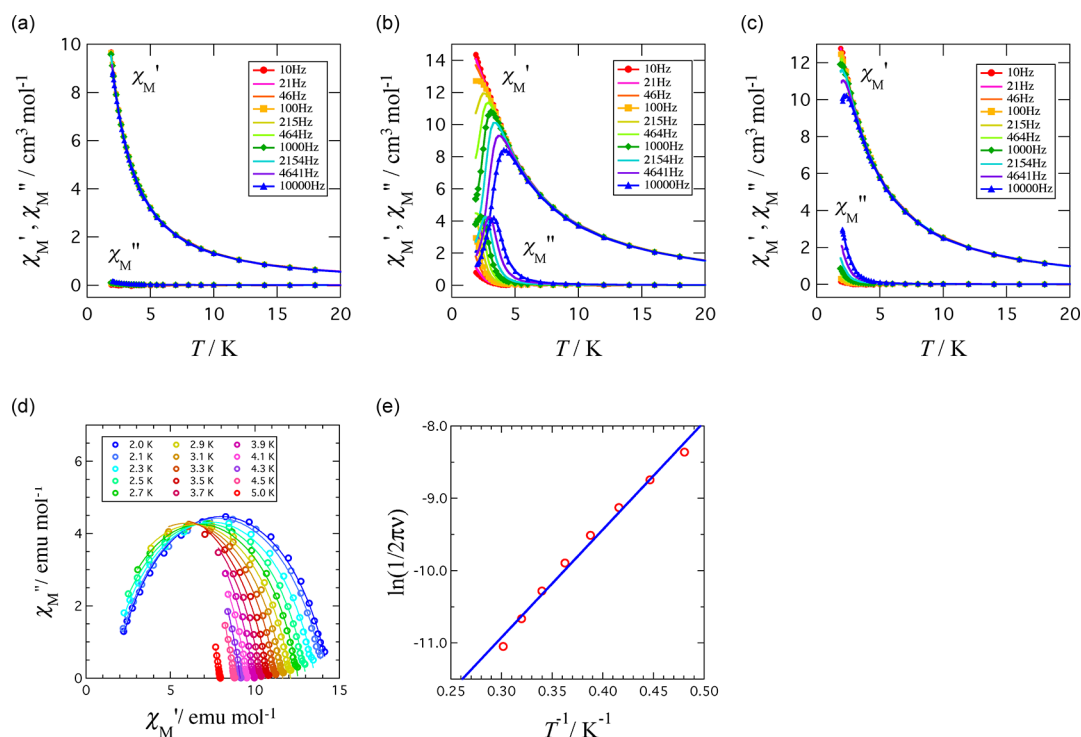 (a)
10
8
6
4
2
0
0
5
10
15
20
χM', χM'' / cm³ mol⁻¹
T / K
χM'
χM''
10Hz
21Hz
46Hz
100Hz
215Hz
464Hz
1000Hz
2154Hz
4641Hz
10000Hz
(b)
14
12
10
8
6
4
2
0
0
5
10
15
20
χM', χM'' / cm³ mol⁻¹
T / K
χM'
χM''
10Hz
21Hz
46Hz
100Hz
215Hz
464Hz
1000Hz
2154Hz
4641Hz
10000Hz
(c)
12
10
8
6
4
2
0
0
5
10
15
20
χM', χM'' / cm³ mol⁻¹
T / K
χM'
χM''
10Hz
21Hz
46Hz
100Hz
215Hz
464Hz
1000Hz
2154Hz
4641Hz
10000Hz
(d)
6
4
2
0
0
5
10
15
χM''/ emu mol⁻¹
χM'/ emu mol⁻¹
2.0 K 2.9 K 3.9 K
2.1 K 3.1 K 4.1 K
2.3 K 3.3 K 4.3 K
2.5 K 3.5 K 4.5 K
2.7 K 3.7 K 5.0 K
(e)
-8.0
-9.0
-10.0
-11.0
0.25
0.30
0.35
0.40
0.45
0.50
ln(1/2πν)
T⁻¹/ K⁻¹